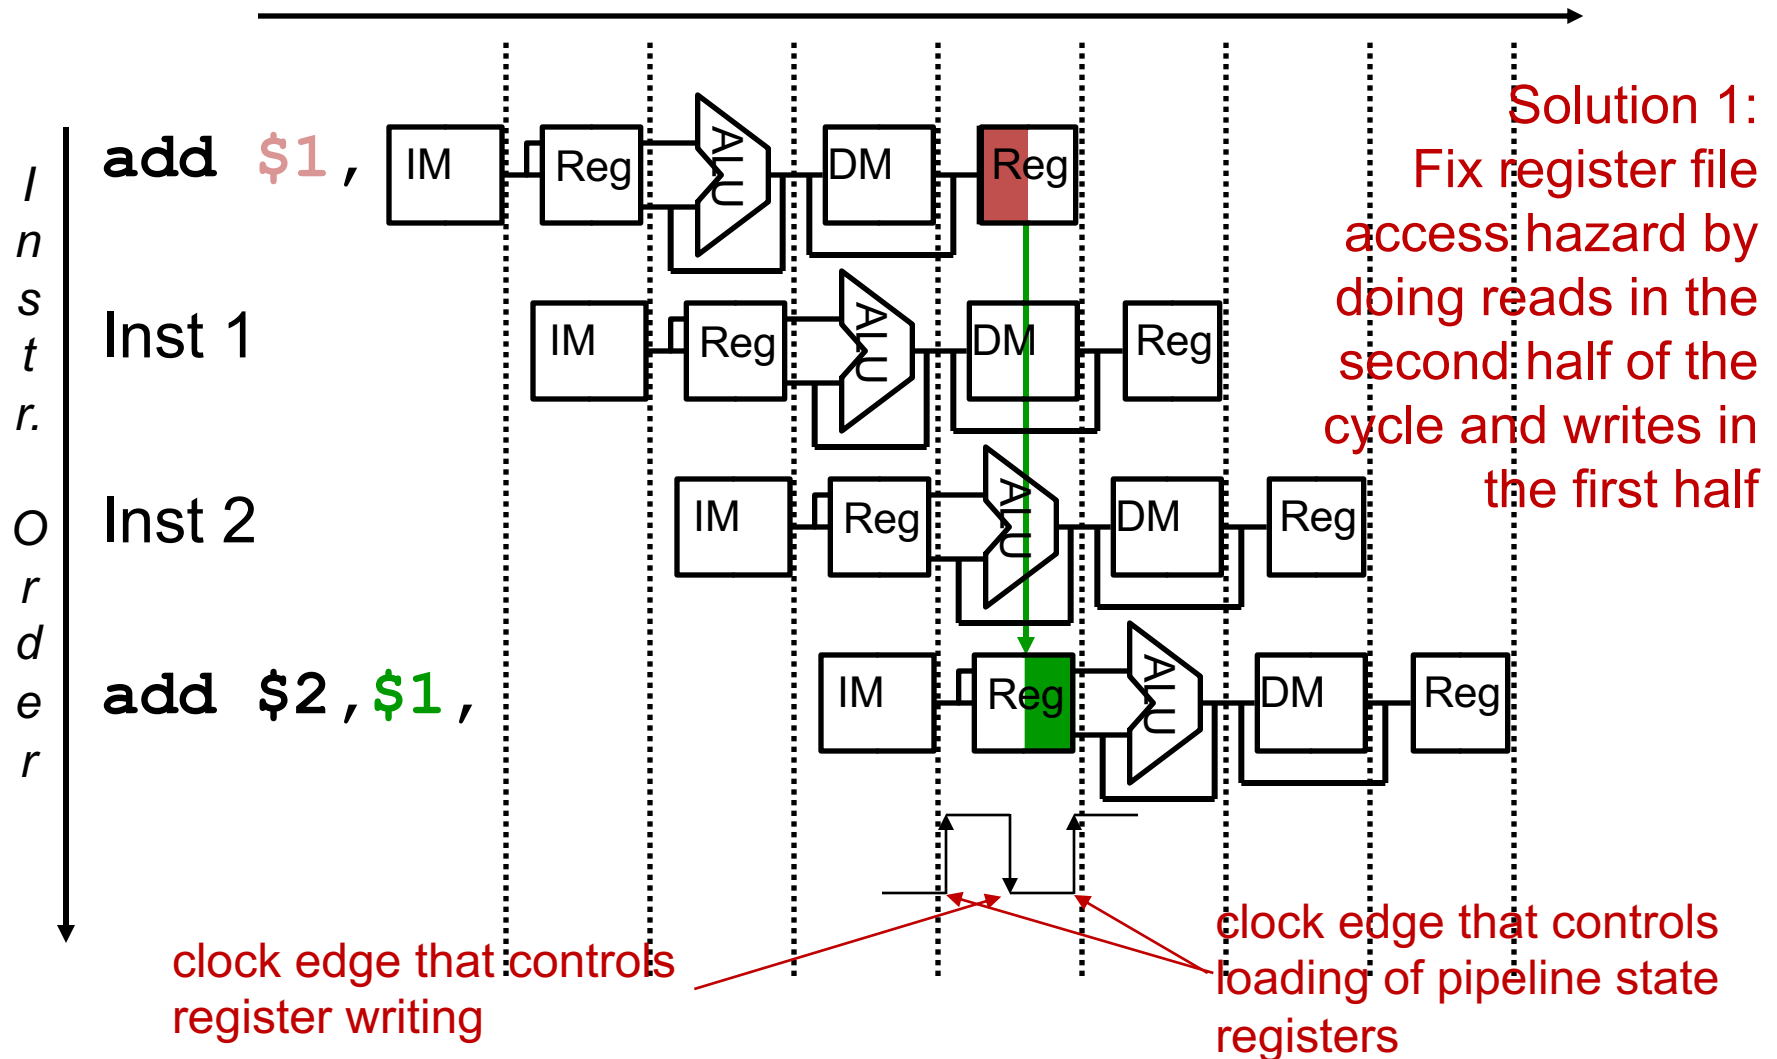 add $1,
IM
Reg
ALU
DM
Reg
Solution 1:
Fix register file
access hazard by
doing reads in the
second half of the
cycle and writes in
the first half
Instr. Order
Inst 1
IM
Reg
ALU
DM
Reg
Inst 2
IM
Reg
ALU
DM
Reg
add $2,$1,
IM
Reg
ALU
DM
Reg
clock edge that controls
register writing
clock edge that controls
loading of pipeline state
registers